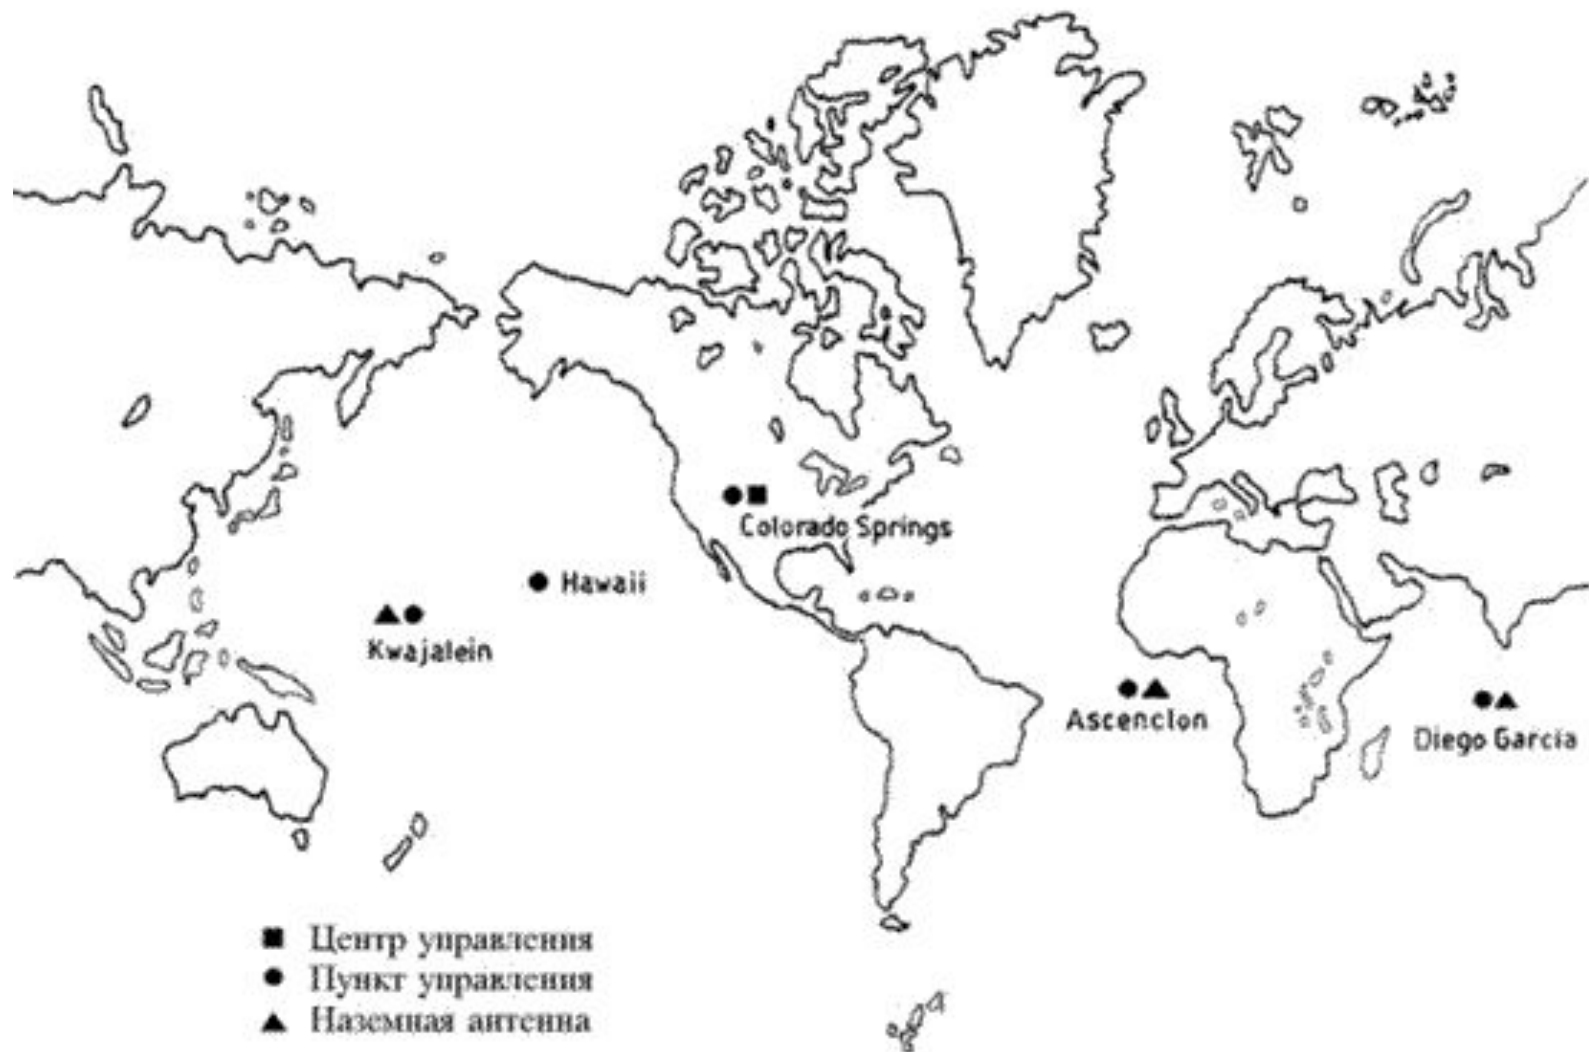 Colorado Springs
Hawaii
Kwajalein
Ascencion
Diego Garcia
Центр управления
Пункт управления
Наземная антенна